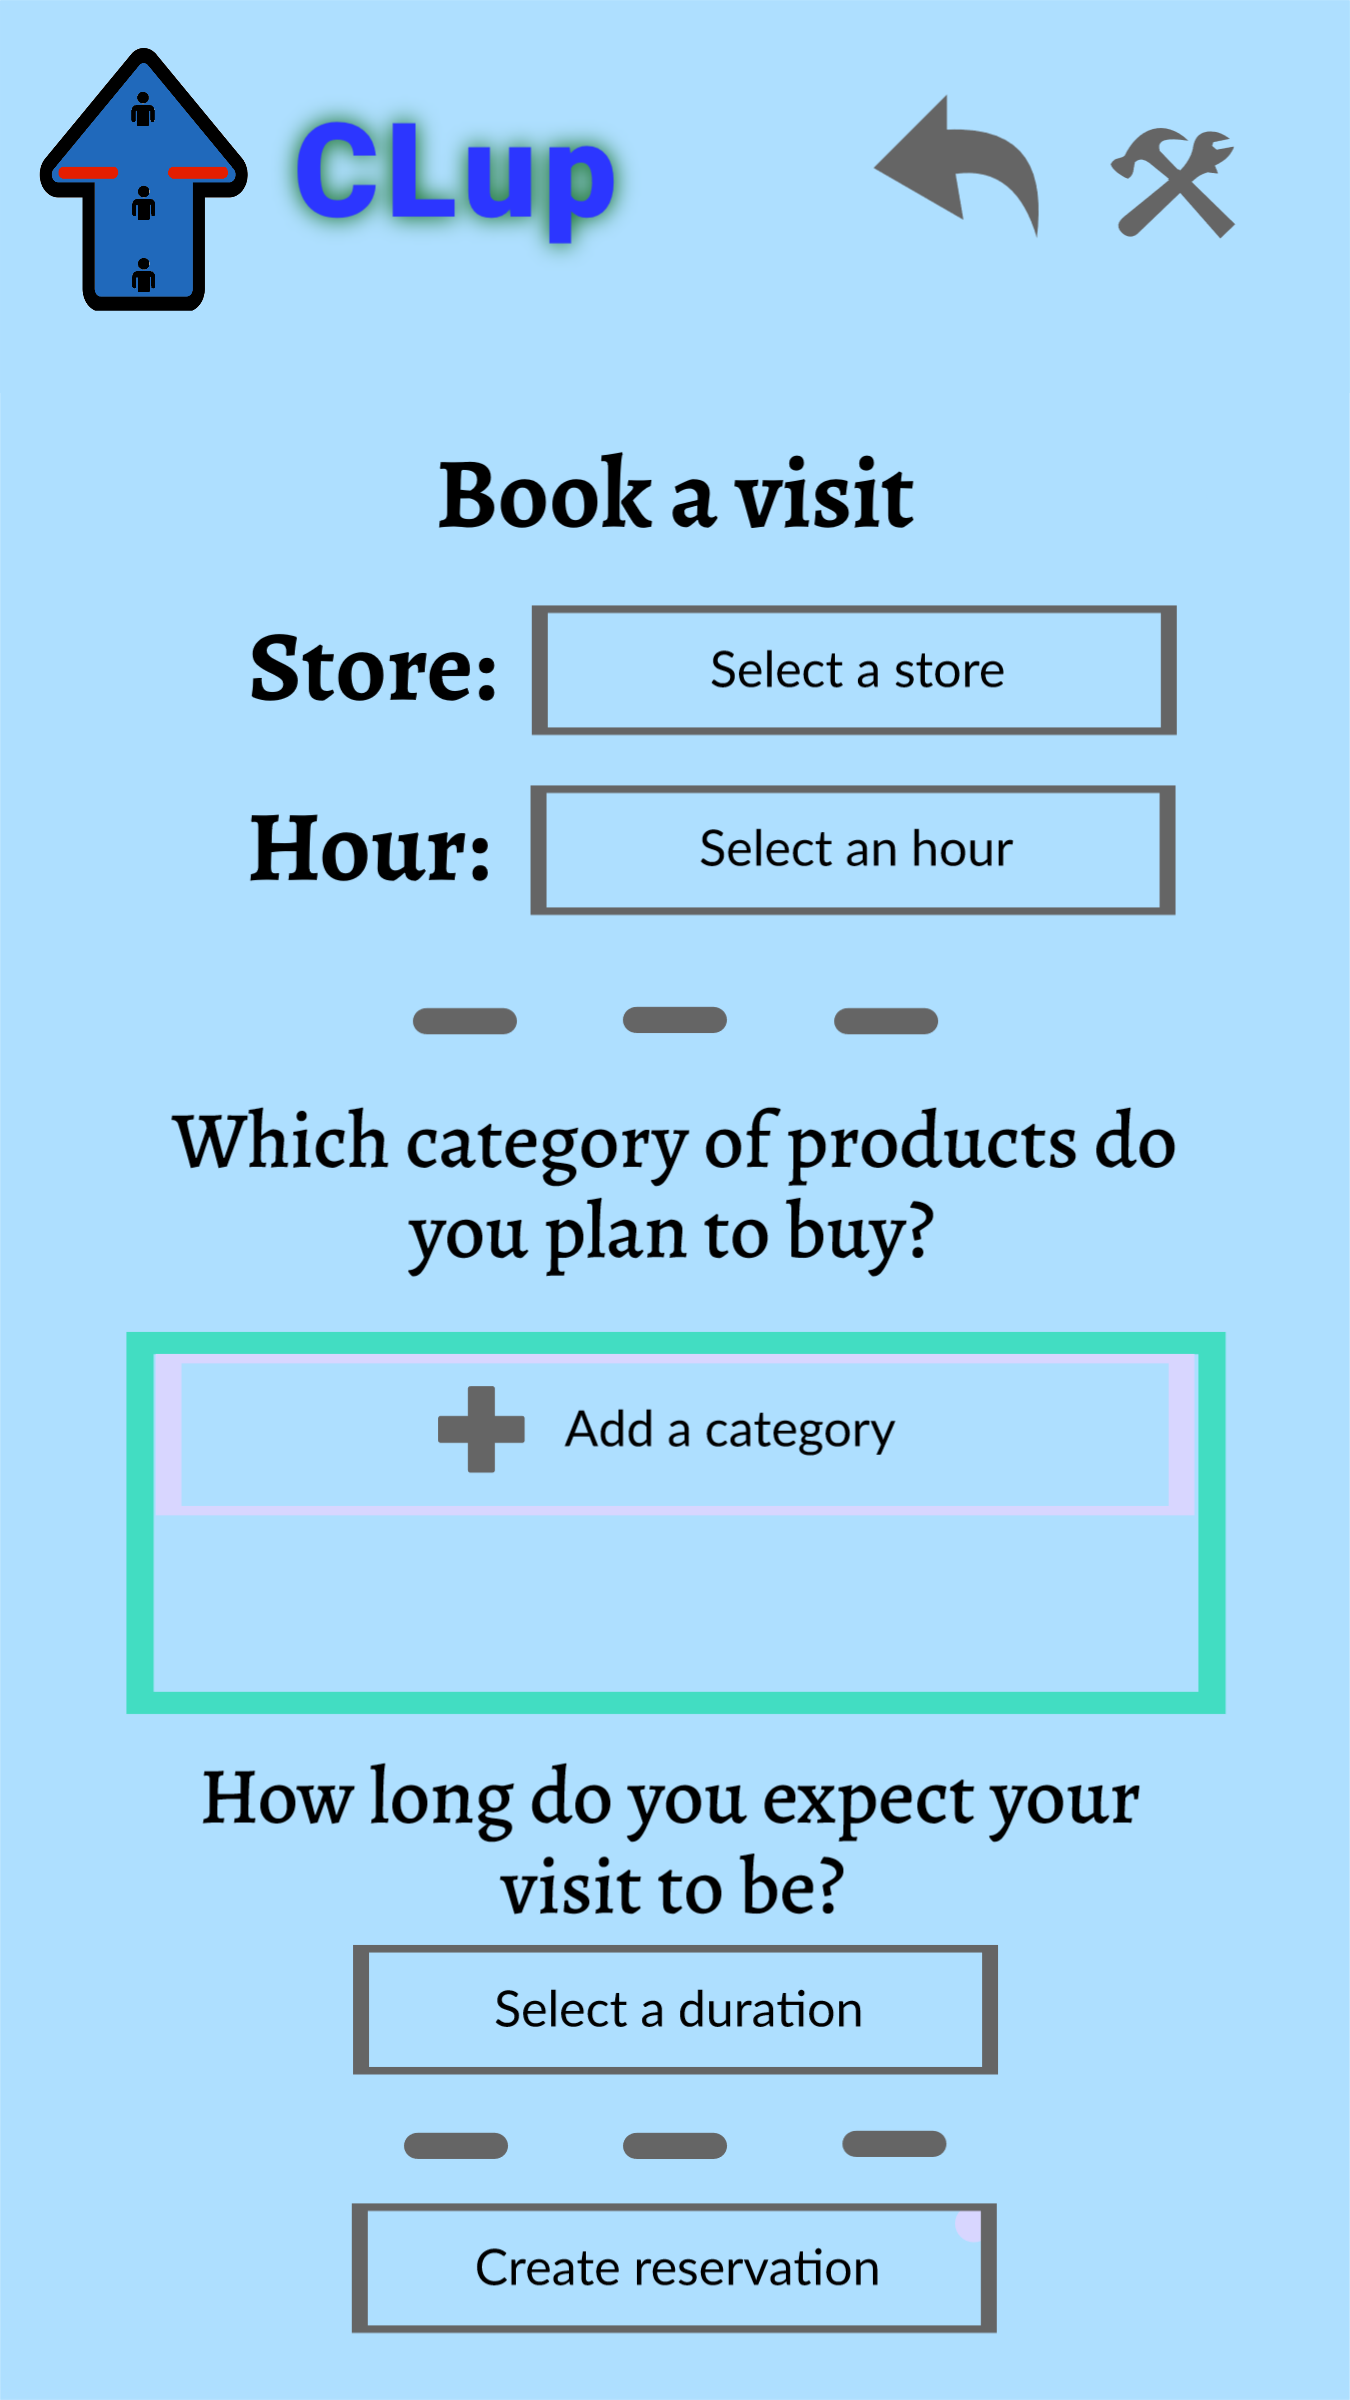 CLup
Book a visit
Store:
Select a store
Hour:
Select an hour
Which category of products do
you plan to buy?
Add a category
How long do you expect your
visit to be?
Select a duration
Create reservation